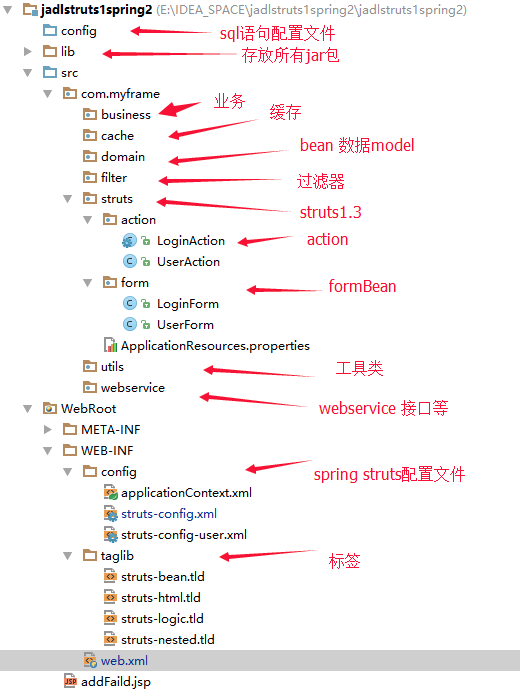 jadlstruts1spring2 (E:\IDEA_SPACE\jadlstruts1spring2\jadlstruts1spring2)
config sqli语句配置文件
lib 存放所有jar包
src
com.myframe
business 业务
cache 缓存
domain bean 数据model
filter 过滤器
struts struts1.3
action
LoginAction action
UserAction
form formBean
LoginForm
UserForm
ApplicationResources.properties
utils 工具类
webservice webservice 接口等
WebRoot
META-INF
WEB-INF
config spring struts配置文件
applicationContext.xml
struts-config.xml
struts-config-user.xml
taglib 标签
struts-bean.tld
struts-html.tld
struts-logic.tld
struts-nested.tld
web.xml
addFaild.jsp